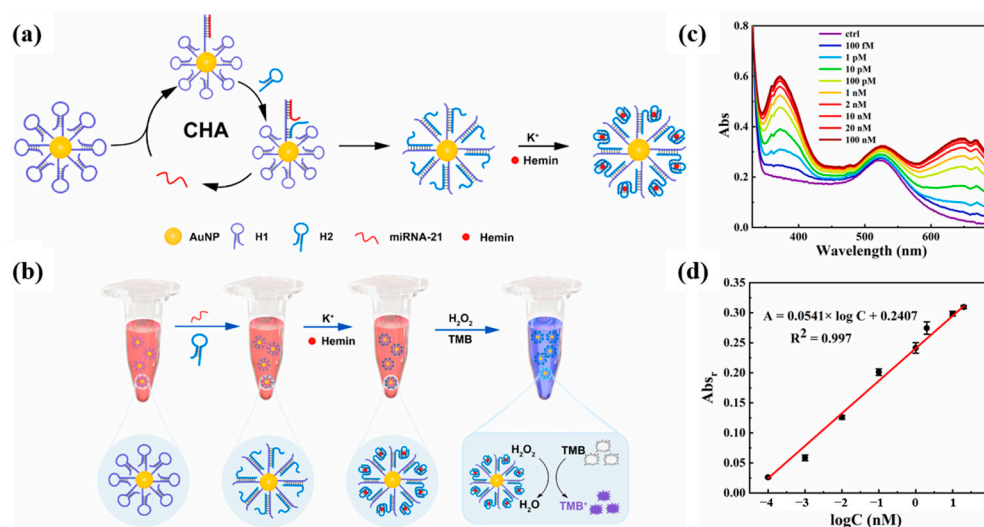 (a)
CHA
K⁺
Hemin
AuNP
H1
H2
miRNA-21
Hemin
(b)
K⁺
Hemin
H₂O₂
TMB
H₂O₂
TMB
H₂O
TMB⁺
(c)
0.8
0.6
0.4
0.2
0.0
Abs
ctrl
100 fM
1 pM
10 pM
100 pM
1 nM
2 nM
10 nM
20 nM
100 nM
400
500
600
Wavelength (nm)
(d)
0.35
0.30
0.25
0.20
0.15
0.10
0.05
0.00
Absᵣ
A = 0.0541× log C + 0.2407
R² = 0.997
−4
−3
−2
−1
0
1
logC (nM)